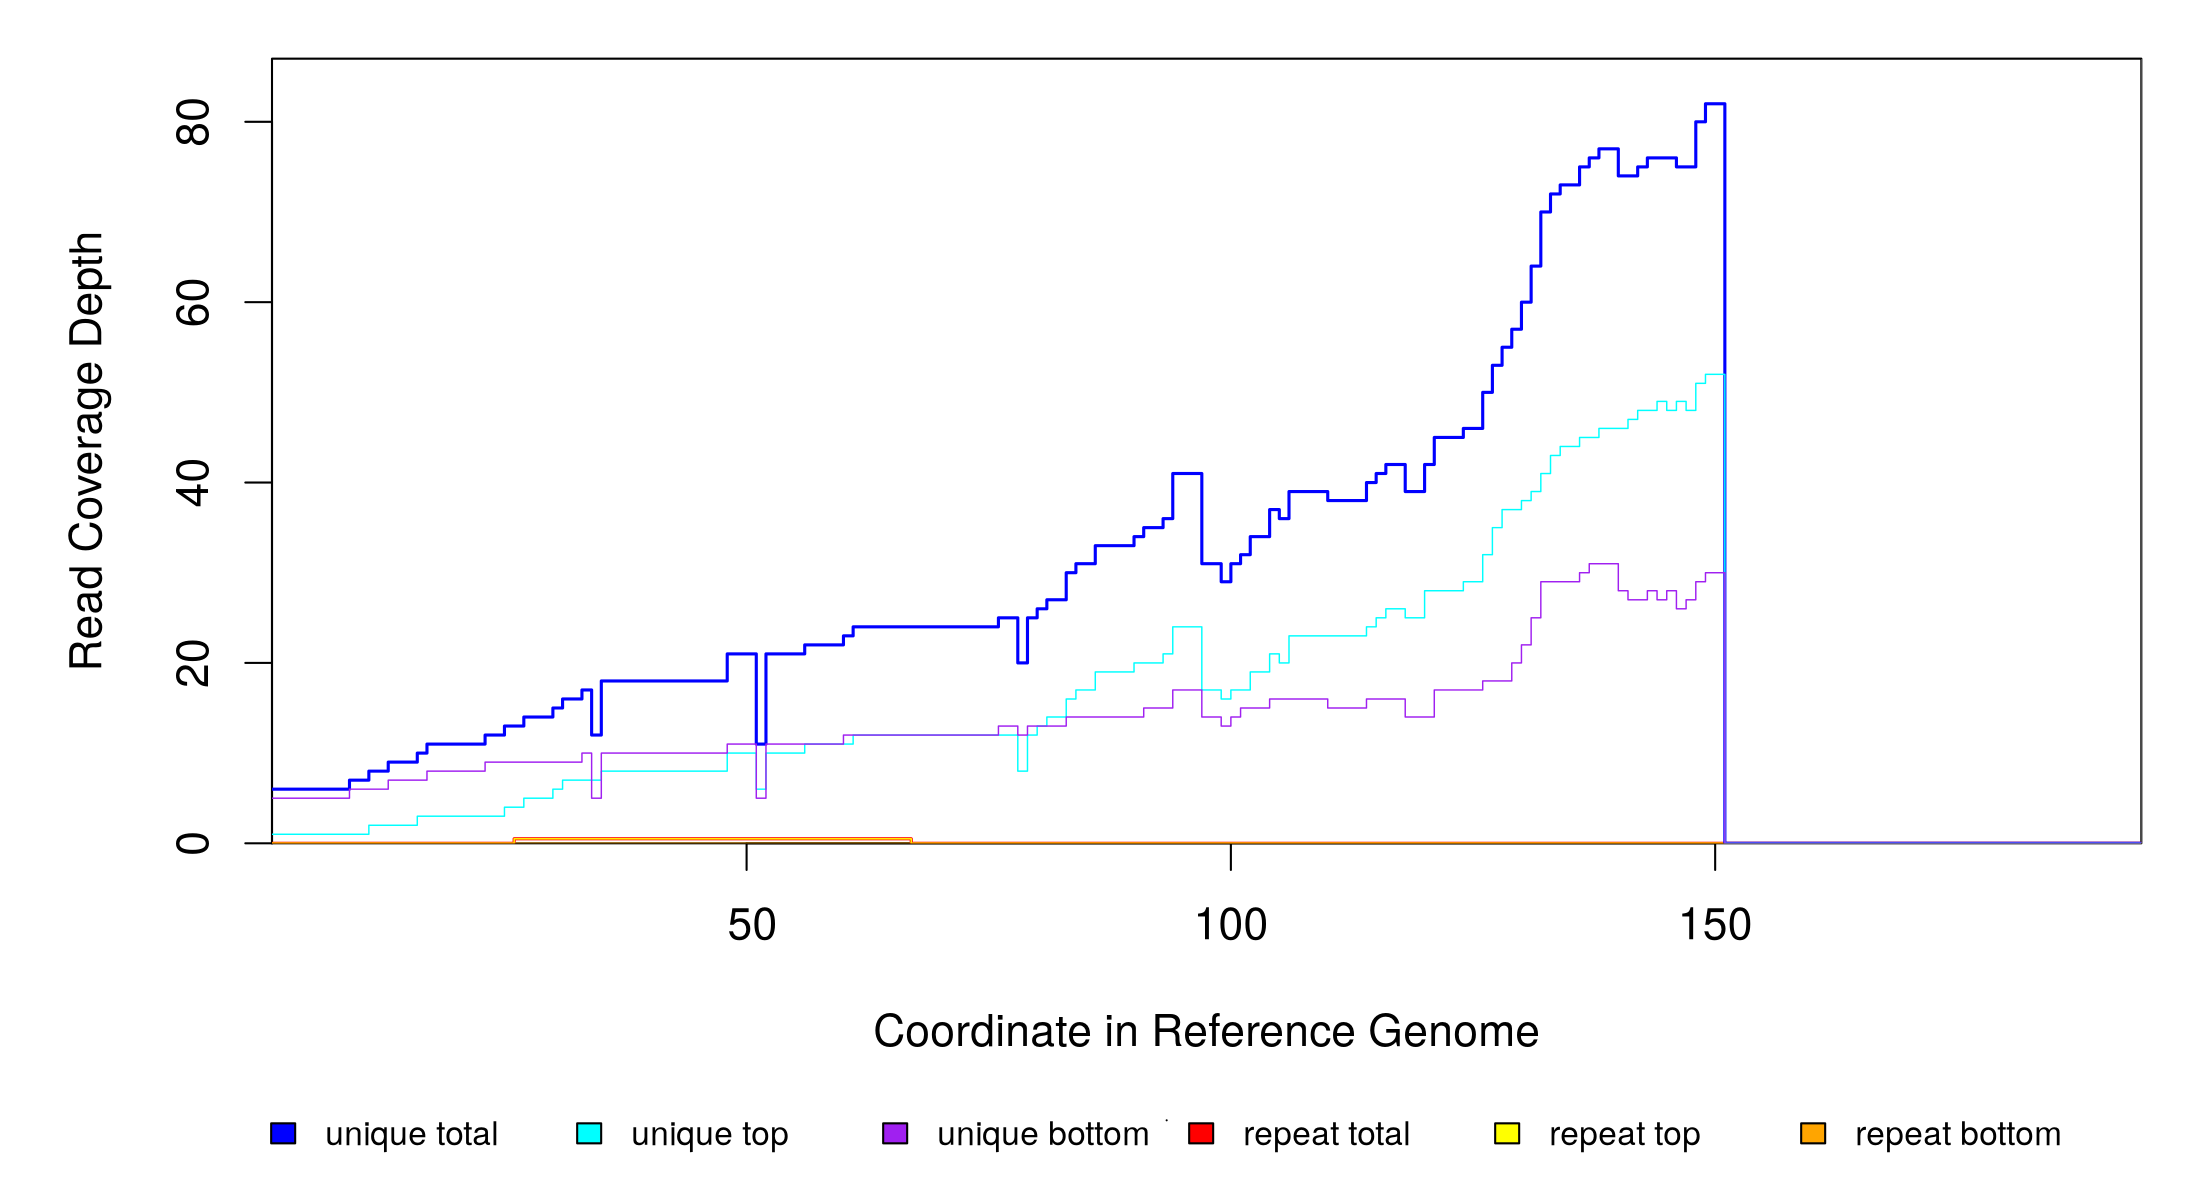 80
60
40
20
0
Read Coverage Depth
50 100 150
Coordinate in Reference Genome
unique total unique top unique bottom repeat total repeat top repeat bottom